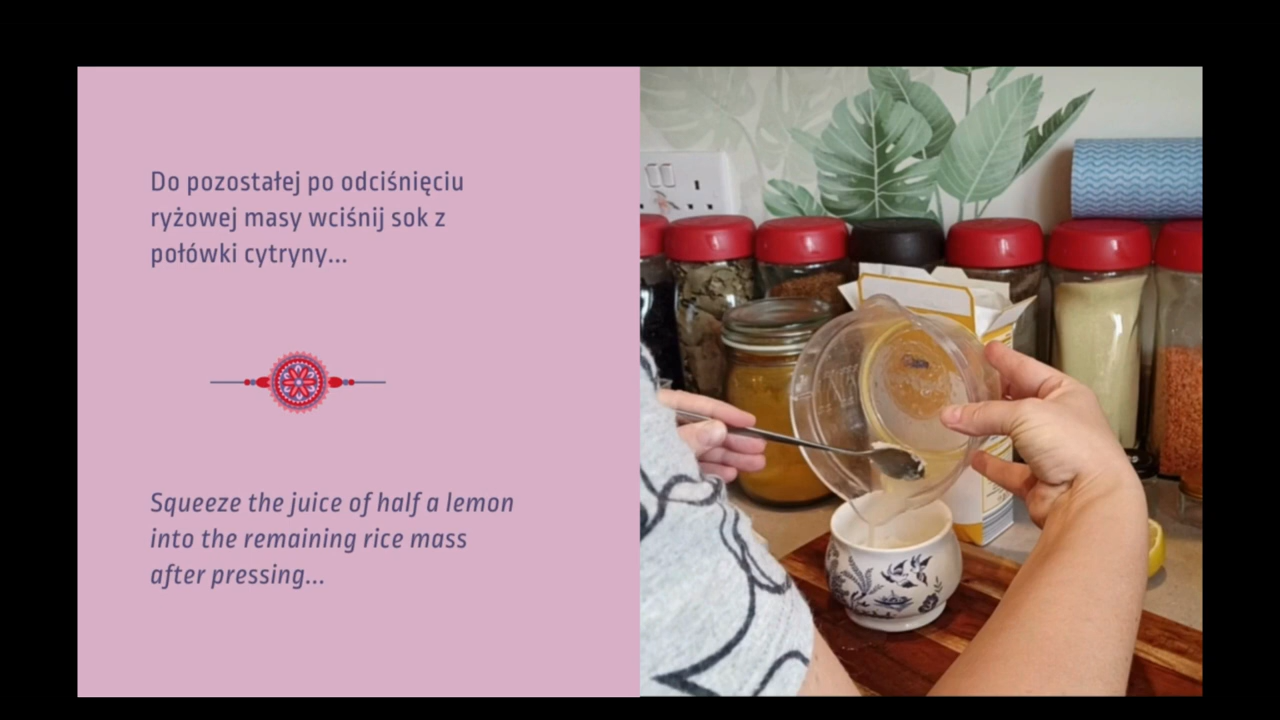 Do pozostałej po odciśnięciu
ryżowej masy wciśnij sok z
połówki cytryny...
Squeeze the juice of half a lemon
into the remaining rice mass
after pressing...